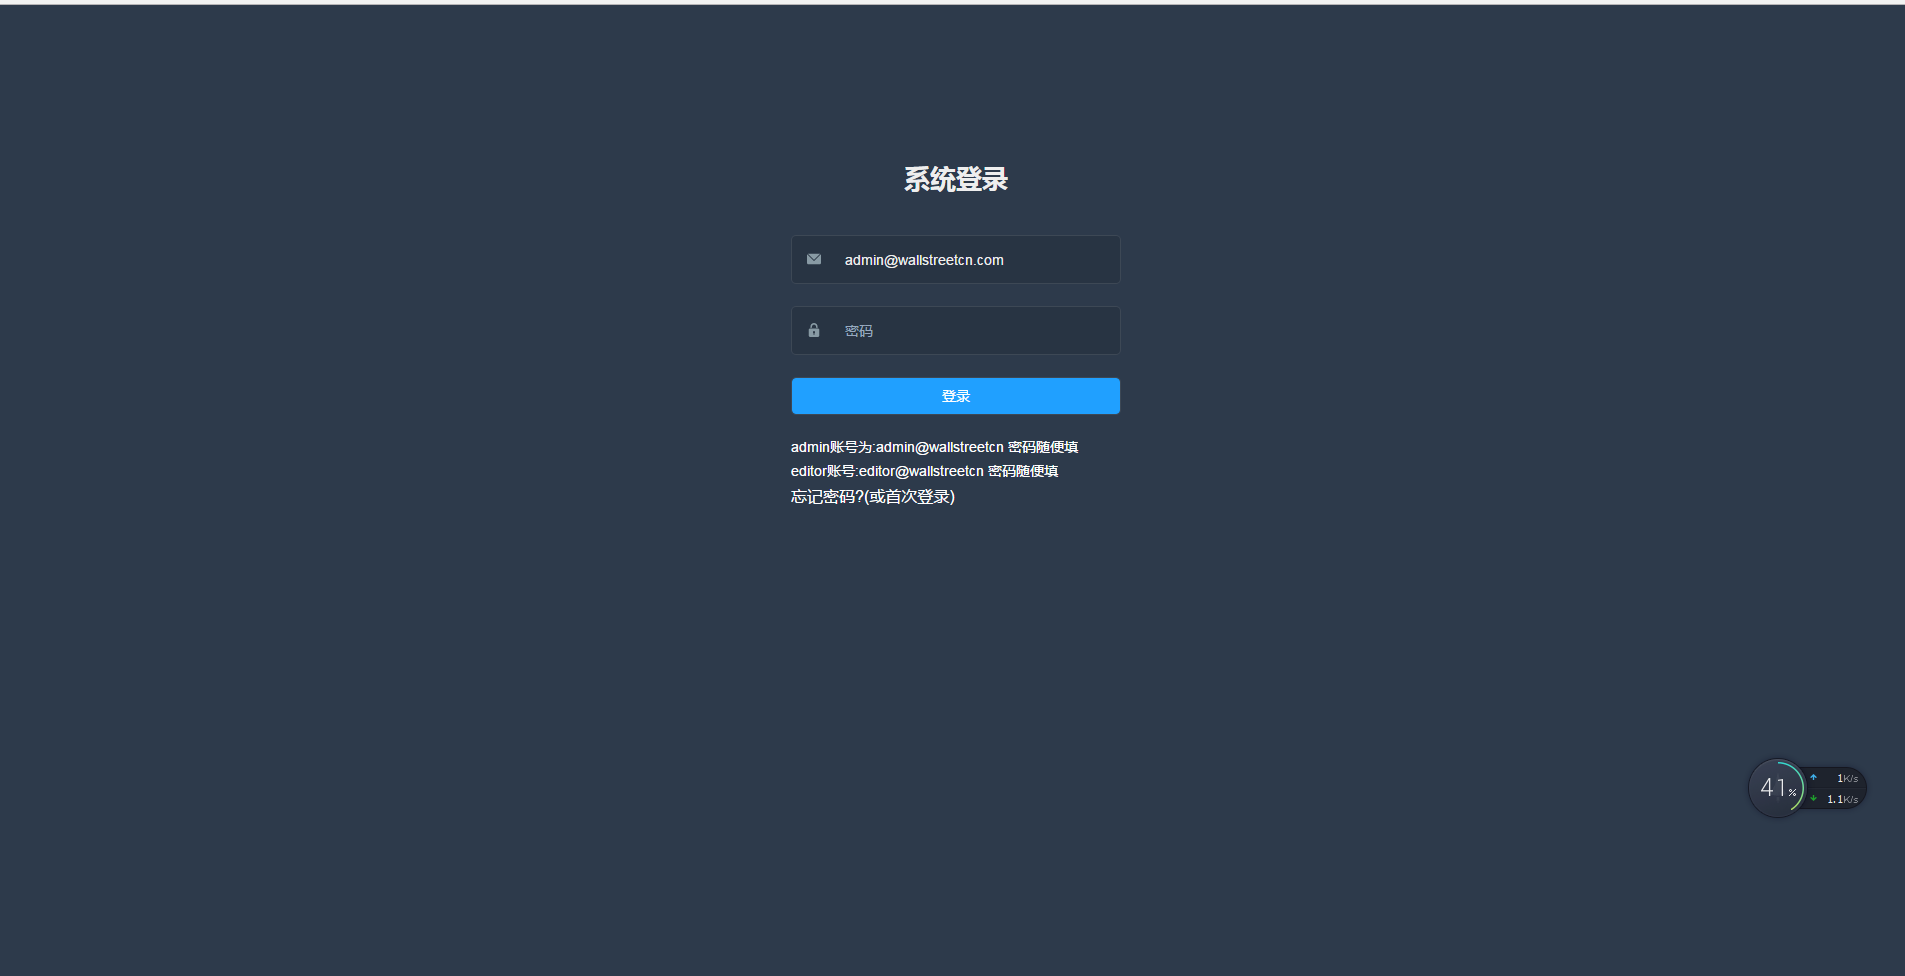 系统登录
admin@wallstreetcn.com
密码
登录
admin账号为:admin@wallstreetcn 密码随便填
editor账号:editor@wallstreetcn 密码随便填
忘记密码?(或首次登录)
41%
1K/s
1.1K/s